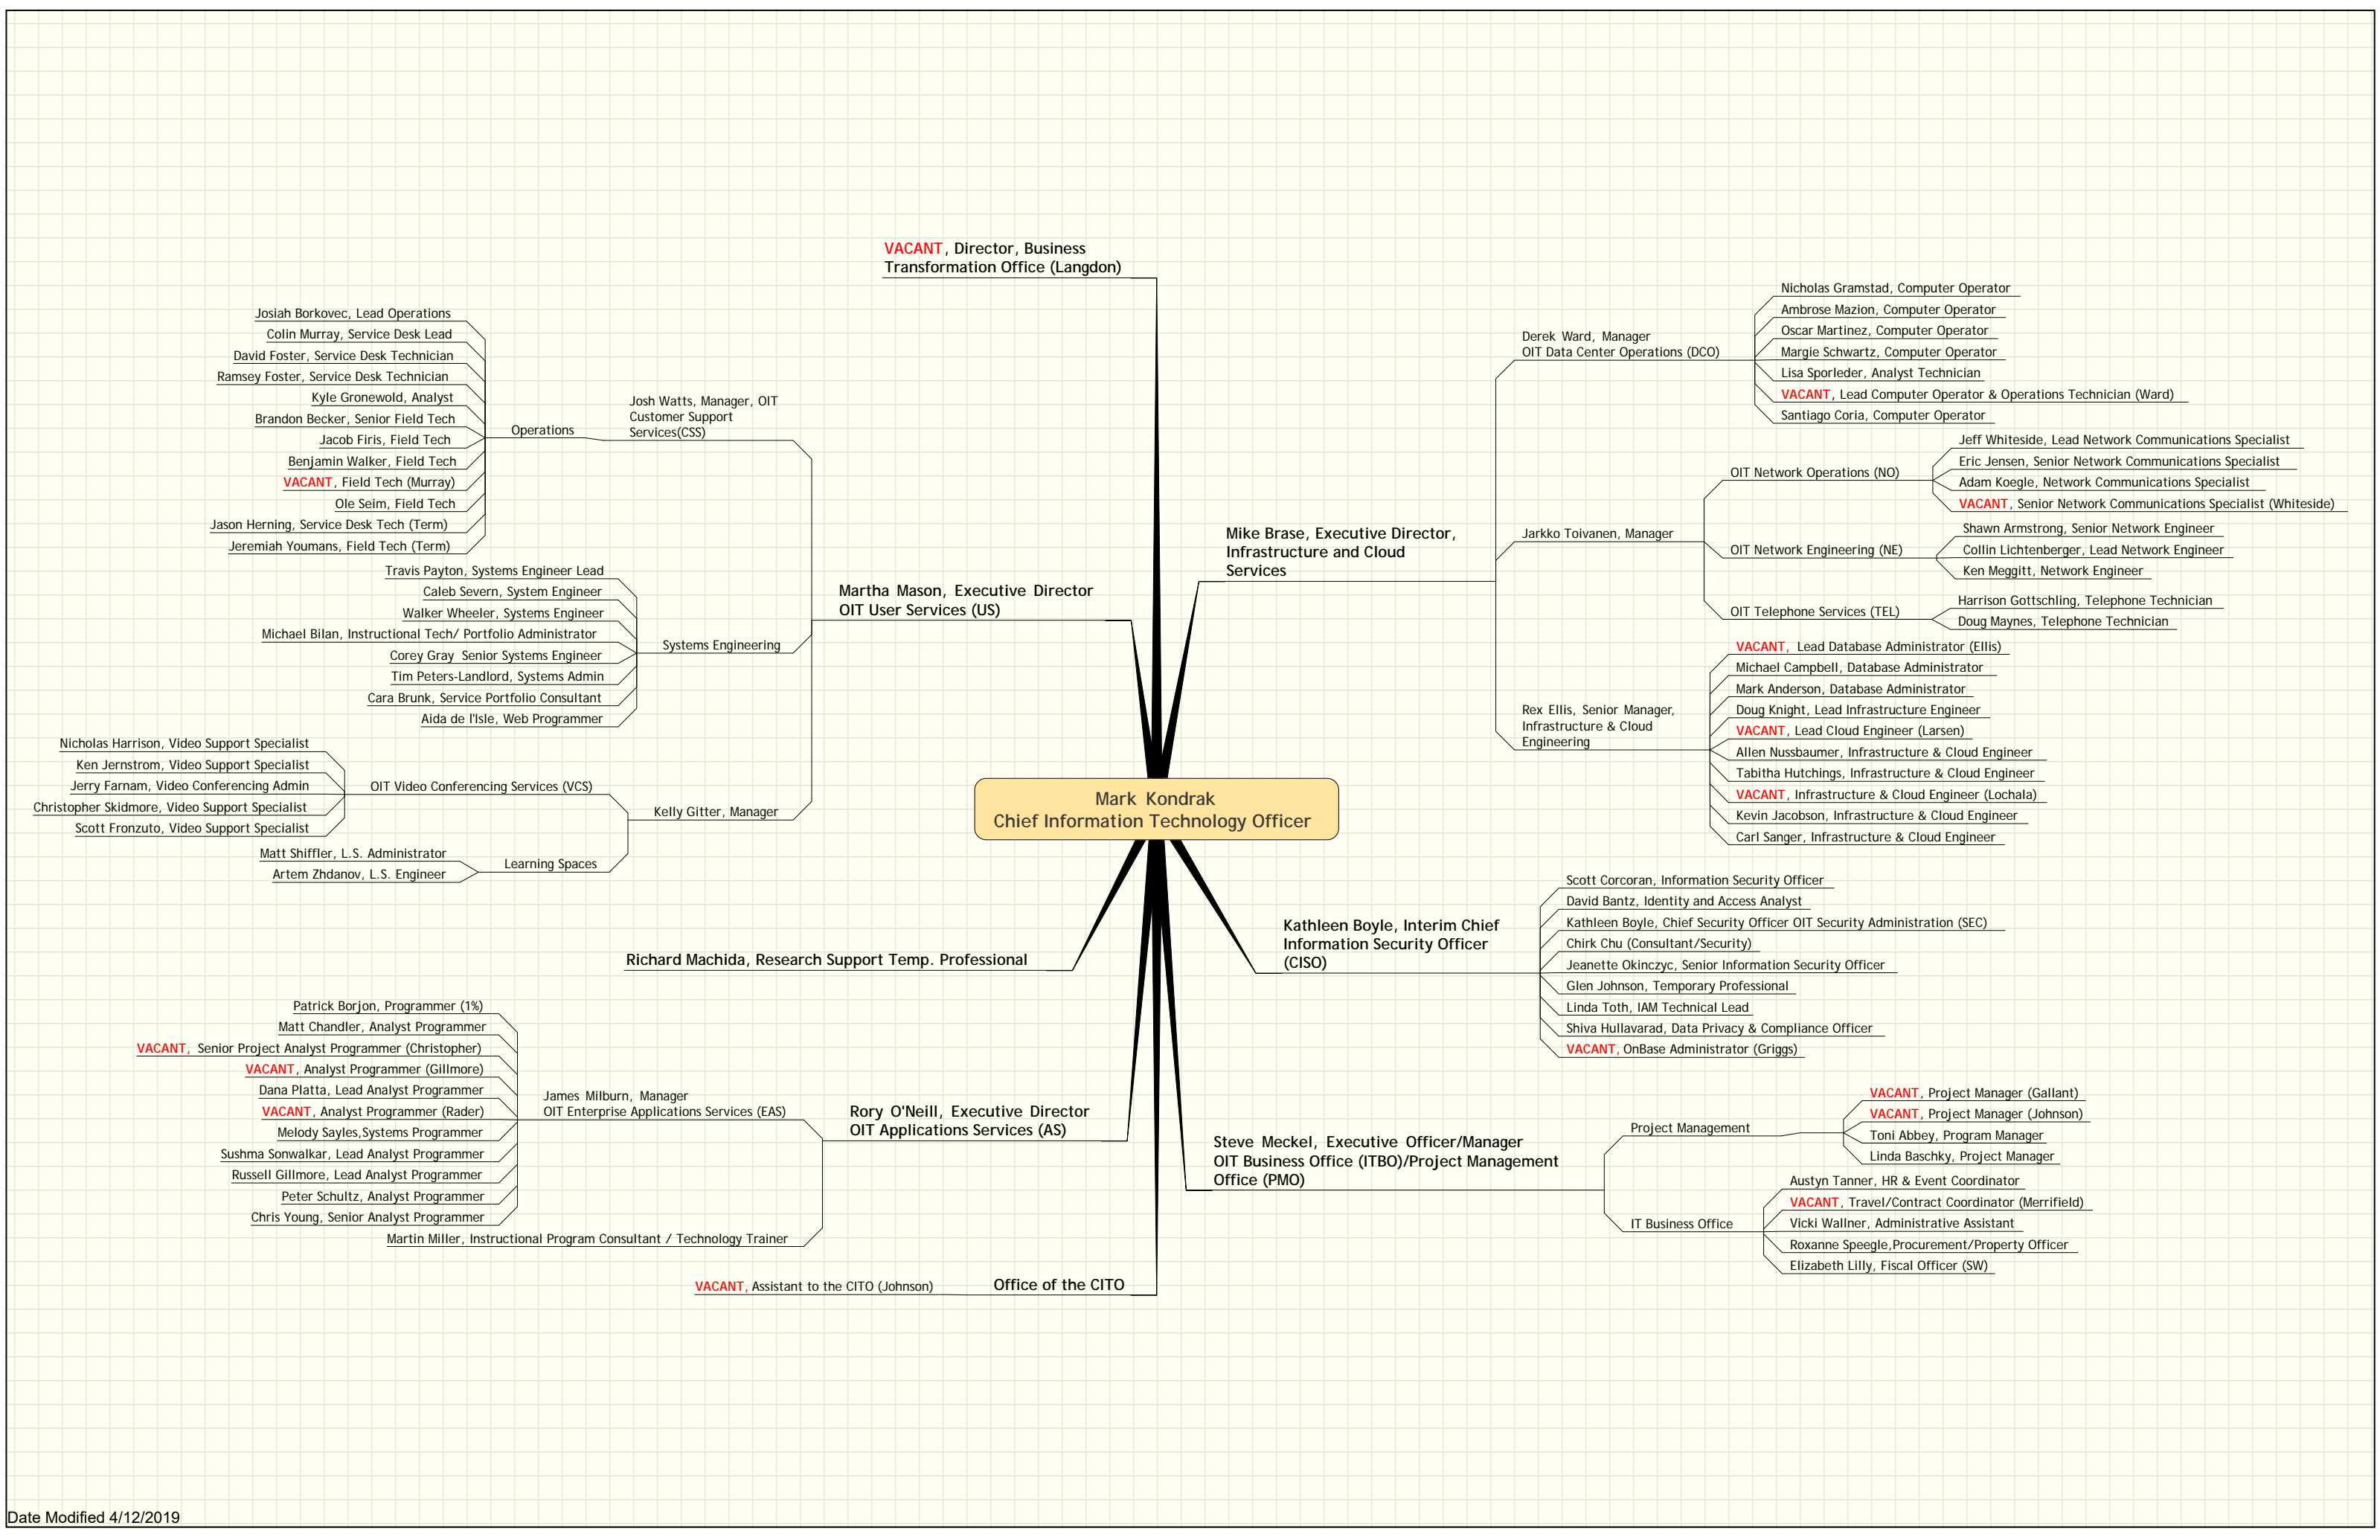 VACANT, Director, Business
Transformation Office (Langdon)
Josiah Borkovec, Lead Operations
Colin Murray, Service Desk Lead
David Foster, Service Desk Technician
Ramsey Foster, Service Desk Technician
Kyle Gronewold, Analyst
Brandon Becker, Senior Field Tech
Jacob Firis, Field Tech
Benjamin Walker, Field Tech
VACANT, Field Tech (Murray)
Ole Seim, Field Tech
Jason Herning, Service Desk Tech (Term)
Jeremiah Youmans, Field Tech (Term)
Operations
Josh Watts, Manager, OIT
Customer Support
Services(CSS)
Travis Payton, Systems Engineer Lead
Caleb Severn, System Engineer
Walker Wheeler, Systems Engineer
Michael Bilan, Instructional Tech/ Portfolio Administrator
Corey Gray  Senior Systems Engineer
Tim Peters-Landlord, Systems Admin
Cara Brunk, Service Portfolio Consultant
Aida de l'Isle, Web Programmer
Systems Engineering
Martha Mason, Executive Director
OIT User Services (US)
Nicholas Harrison, Video Support Specialist
Ken Jernstrom, Video Support Specialist
Jerry Farnam, Video Conferencing Admin
Christopher Skidmore, Video Support Specialist
Scott Fronzuto, Video Support Specialist
OIT Video Conferencing Services (VCS)
Kelly Gitter, Manager
Matt Shiffler, L.S. Administrator
Artem Zhdanov, L.S. Engineer
Learning Spaces
Richard Machida, Research Support Temp. Professional
Patrick Borjon, Programmer (1%)
Matt Chandler, Analyst Programmer
VACANT, Senior Project Analyst Programmer (Christopher)
VACANT, Analyst Programmer (Gillmore)
Dana Platta, Lead Analyst Programmer
VACANT, Analyst Programmer (Rader)
Melody Sayles,Systems Programmer
Sushma Sonwalkar, Lead Analyst Programmer
Russell Gillmore, Lead Analyst Programmer
Peter Schultz, Analyst Programmer
Chris Young, Senior Analyst Programmer
James Milburn, Manager
OIT Enterprise Applications Services (EAS)
Martin Miller, Instructional Program Consultant / Technology Trainer
Rory O'Neill, Executive Director
OIT Applications Services (AS)
VACANT, Assistant to the CITO (Johnson)
Office of the CITO
Mark Kondrak
Chief Information Technology Officer
Mike Brase, Executive Director,
Infrastructure and Cloud
Services
Derek Ward, Manager
OIT Data Center Operations (DCO)
Nicholas Gramstad, Computer Operator
Ambrose Mazion, Computer Operator
Oscar Martinez, Computer Operator
Margie Schwartz, Computer Operator
Lisa Sporleder, Analyst Technician
VACANT, Lead Computer Operator & Operations Technician (Ward)
Santiago Coria, Computer Operator
Jarkko Toivanen, Manager
OIT Network Operations (NO)
Jeff Whiteside, Lead Network Communications Specialist
Eric Jensen, Senior Network Communications Specialist
Adam Koegle, Network Communications Specialist
VACANT, Senior Network Communications Specialist (Whiteside)
OIT Network Engineering (NE)
Shawn Armstrong, Senior Network Engineer
Collin Lichtenberger, Lead Network Engineer
Ken Meggitt, Network Engineer
OIT Telephone Services (TEL)
Harrison Gottschling, Telephone Technician
Doug Maynes, Telephone Technician
Rex Ellis, Senior Manager,
Infrastructure & Cloud
Engineering
VACANT, Lead Database Administrator (Ellis)
Michael Campbell, Database Administrator
Mark Anderson, Database Administrator
Doug Knight, Lead Infrastructure Engineer
VACANT, Lead Cloud Engineer (Larsen)
Allen Nussbaumer, Infrastructure & Cloud Engineer
Tabitha Hutchings, Infrastructure & Cloud Engineer
VACANT, Infrastructure & Cloud Engineer (Lochala)
Kevin Jacobson, Infrastructure & Cloud Engineer
Carl Sanger, Infrastructure & Cloud Engineer
Kathleen Boyle, Interim Chief
Information Security Officer
(CISO)
Scott Corcoran, Information Security Officer
David Bantz, Identity and Access Analyst
Kathleen Boyle, Chief Security Officer OIT Security Administration (SEC)
Chirk Chu (Consultant/Security)
Jeanette Okinczyc, Senior Information Security Officer
Glen Johnson, Temporary Professional
Linda Toth, IAM Technical Lead
Shiva Hullavarad, Data Privacy & Compliance Officer
VACANT, OnBase Administrator (Griggs)
Steve Meckel, Executive Officer/Manager
OIT Business Office (ITBO)/Project Management
Office (PMO)
Project Management
VACANT, Project Manager (Gallant)
VACANT, Project Manager (Johnson)
Toni Abbey, Program Manager
Linda Baschky, Project Manager
IT Business Office
Austyn Tanner, HR & Event Coordinator
VACANT, Travel/Contract Coordinator (Merrifield)
Vicki Wallner, Administrative Assistant
Roxanne Speegle,Procurement/Property Officer
Elizabeth Lilly, Fiscal Officer (SW)
Date Modified 4/12/2019